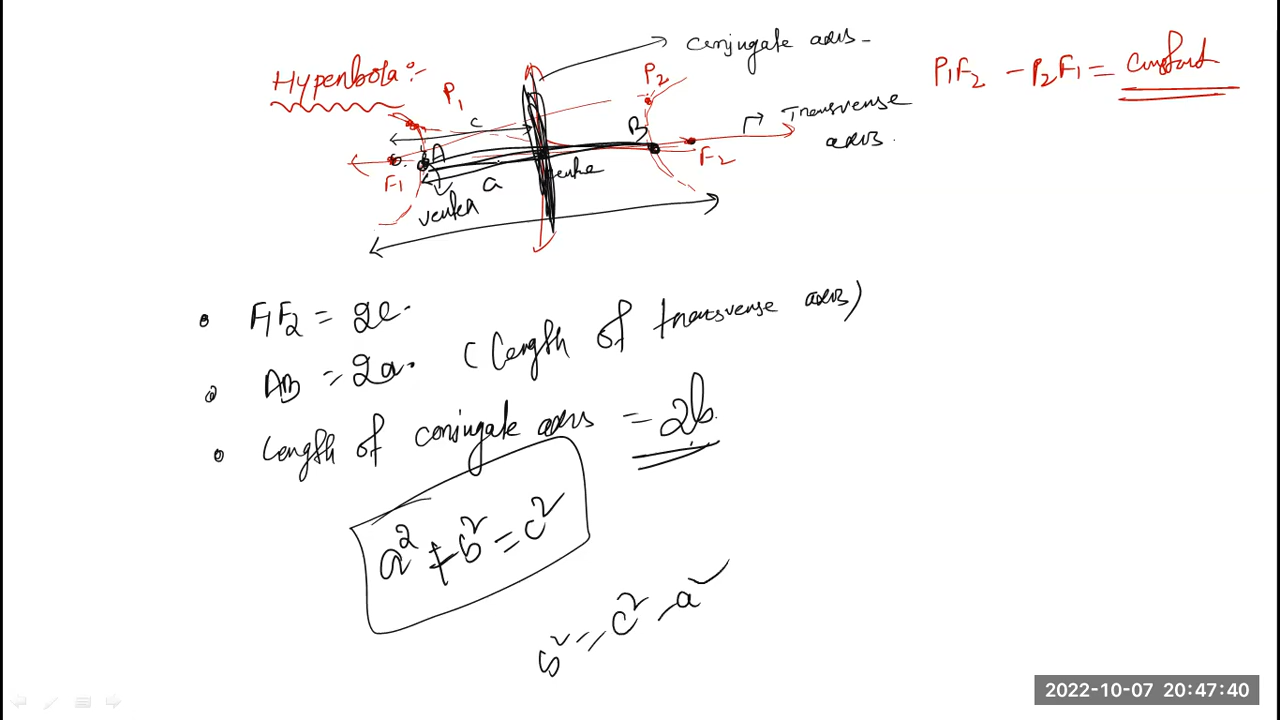 Conjugate axis -
Hyperbola :-
P1
P2
P1F2 - P2F1 = constant
c
B
Transverse
axis.
A
F1
F2
a
centre
vertex
F1F2 = 2c.
AB = 2a. (length of transverse axis)
Length of conjugate axis = 2b.
a² + b² = c²
b² = c² - a²
2022-10-07 20:47:40